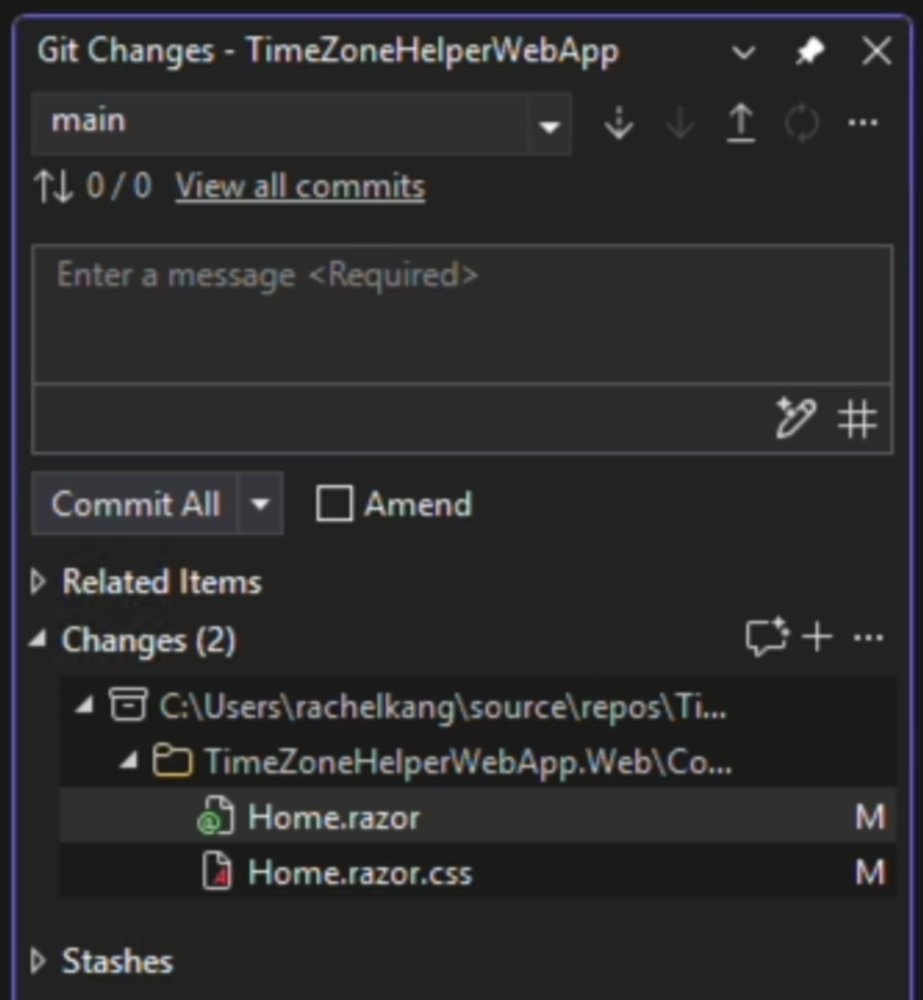 Git Changes - TimeZoneHelperWebApp
main
0 / 0 View all commits
Enter a message <Required>
Commit All Amend
Related Items
Changes (2)
C:\Users\rachelkang\source\repos\Ti...
TimeZoneHelperWebApp.Web\Co...
Home.razor M
Home.razor.css M
Stashes